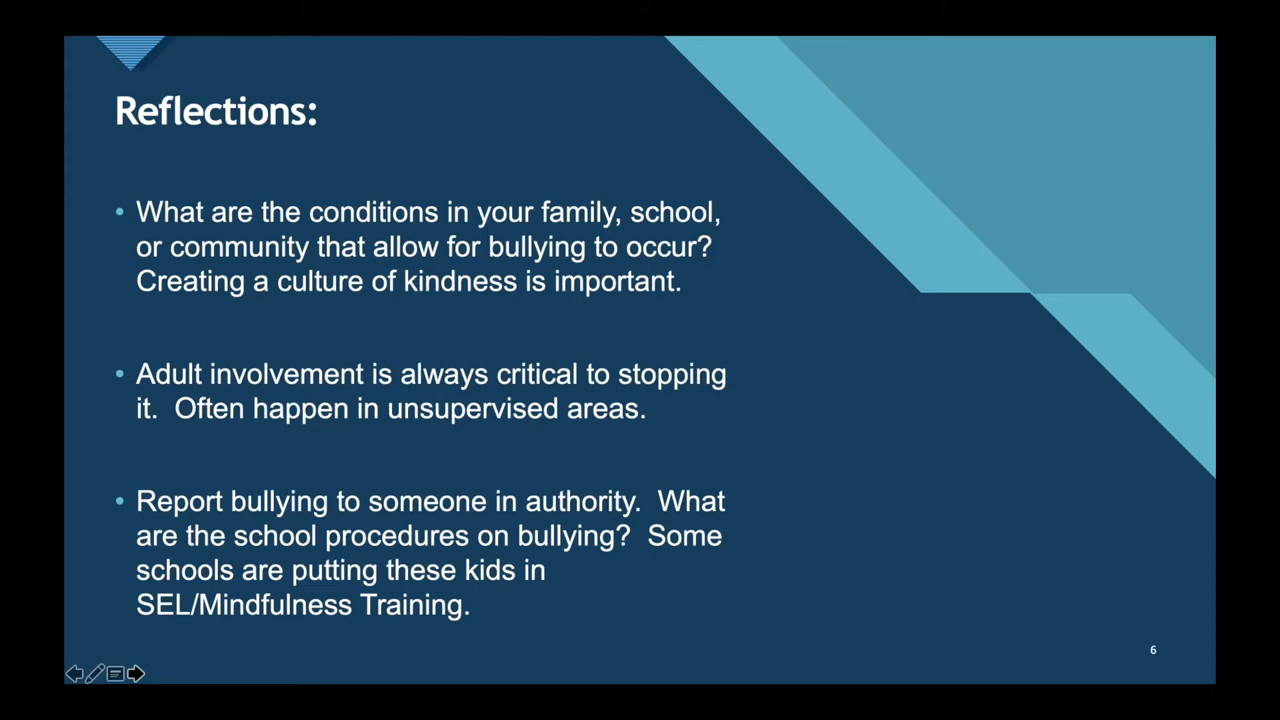 Reflections:
• What are the conditions in your family, school,
or community that allow for bullying to occur?
Creating a culture of kindness is important.
• Adult involvement is always critical to stopping
it.  Often happen in unsupervised areas.
• Report bullying to someone in authority.  What
are the school procedures on bullying?  Some
schools are putting these kids in
SEL/Mindfulness Training.
6